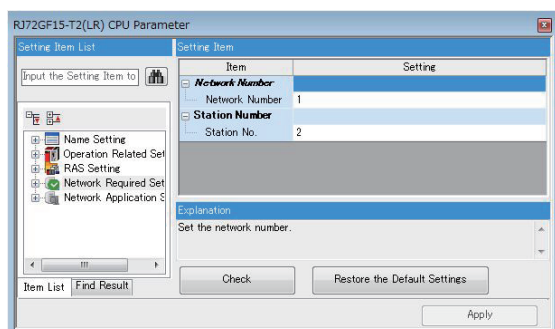 RJ72GF15-T2(LR) CPU Parameter
Setting Item List
Input the Setting Item to
Name Setting
Operation Related Set
RAS Setting
Network Required Set
Network Application S
Item List
Find Result
Setting Item
Item Setting
Network Number
Network Number 1
Station Number
Station No. 2
Explanation
Set the network number.
Check
Restore the Default Settings
Apply